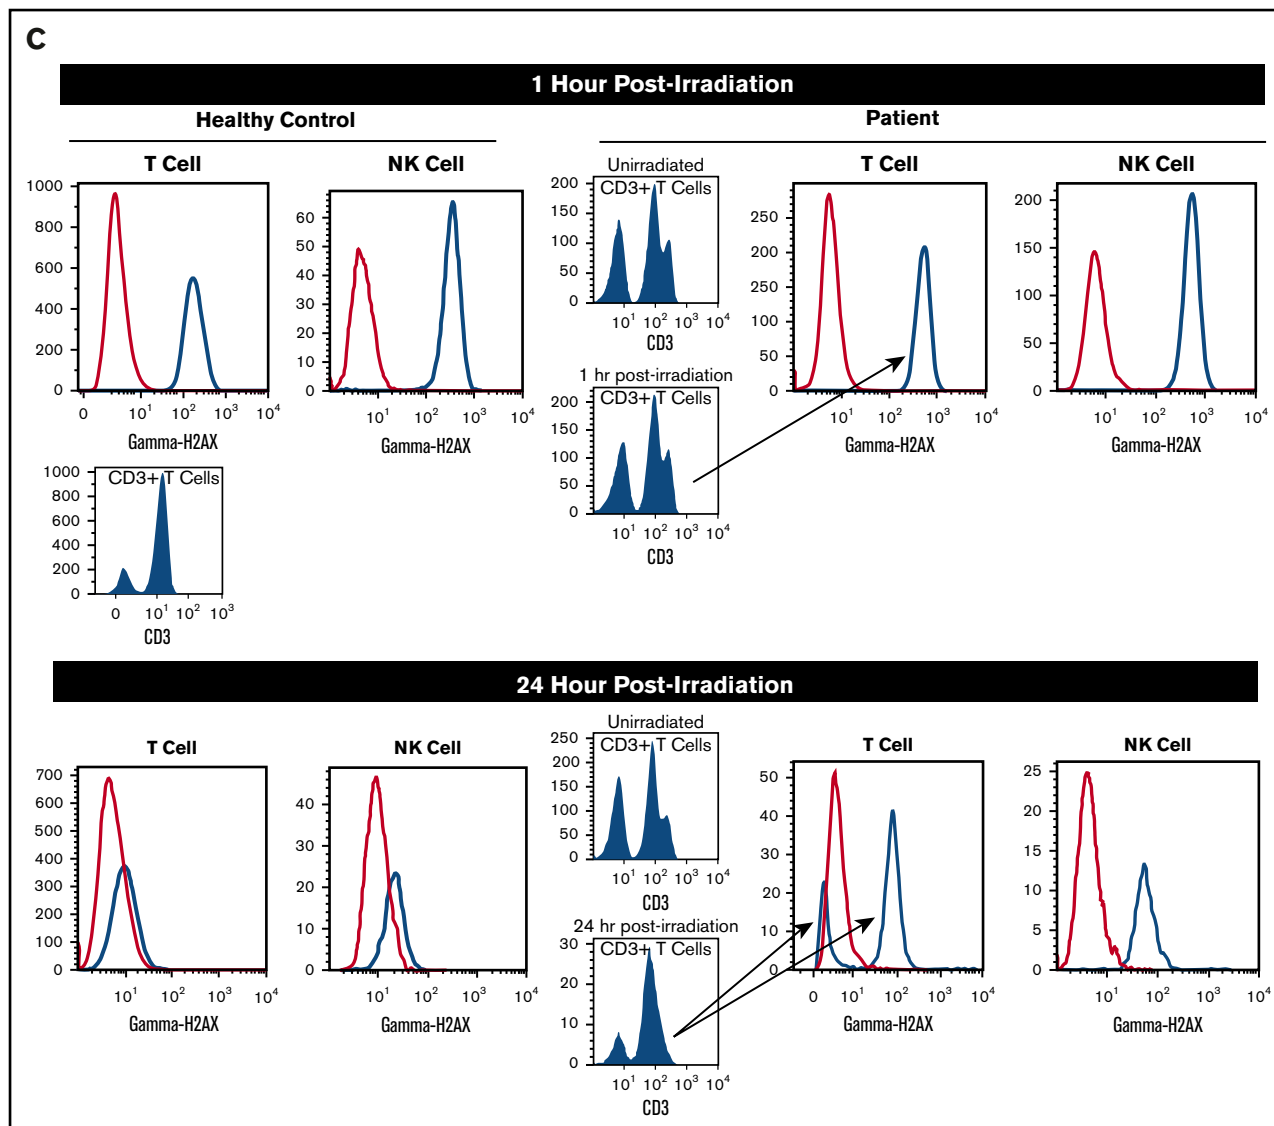 C
1 Hour Post-Irradiation
Healthy Control
Patient
T Cell
1000
800
600
400
200
0
0 10¹ 10² 10³ 10⁴
Gamma-H2AX
NK Cell
60
50
40
30
20
10
0
10¹ 10² 10³ 10⁴
Gamma-H2AX
Unirradiated
CD3+ T Cells
200
150
100
50
0
10¹ 10² 10³ 10⁴
CD3
1 hr post-irradiation
CD3+ T Cells
200
150
100
50
0
10¹ 10² 10³ 10⁴
CD3
T Cell
250
200
250
100
50
0
10¹ 10² 10³ 10⁴
Gamma-H2AX
NK Cell
200
150
100
50
0
10¹ 10² 10³ 10⁴
Gamma-H2AX
CD3+ T Cells
1000
800
600
400
200
0
0 10¹ 10² 10³
CD3
24 Hour Post-Irradiation
T Cell
700
600
500
400
300
200
100
0
10¹ 10² 10³ 10⁴
Gamma-H2AX
NK Cell
40
30
20
10
0
10¹ 10² 10³ 10⁴
Gamma-H2AX
Unirradiated
CD3+ T Cells
250
200
150
100
50
0
10¹ 10² 10³ 10⁴
CD3
24 hr post-irradiation
CD3+ T Cells
30
20
10
0
10¹ 10² 10³ 10⁴
CD3
T Cell
50
40
30
20
10
0
0 10¹ 10² 10³ 10⁴
Gamma-H2AX
NK Cell
25
20
15
10
5
0
10¹ 10² 10³ 10⁴
Gamma-H2AX